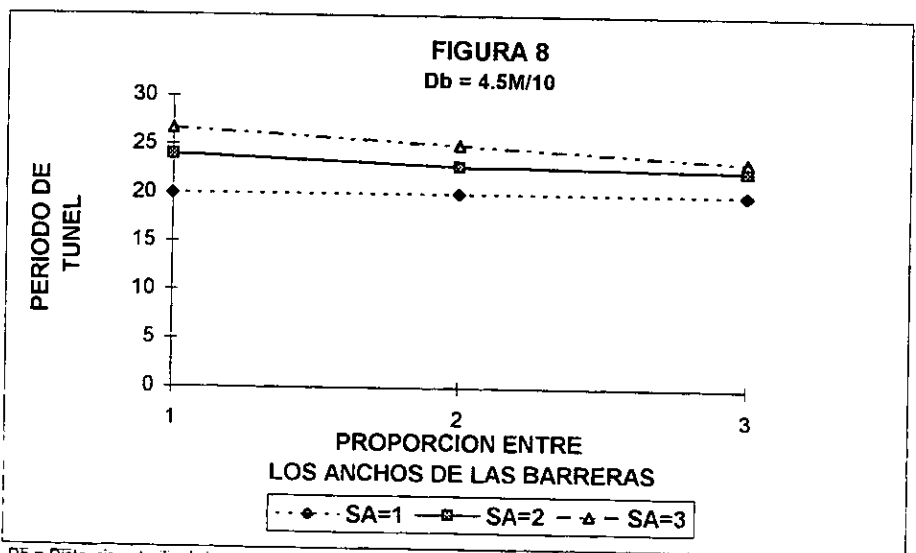 FIGURA 8
Db = 4.5M/10
30
25
20
15
10
5
0
PERIODO DE
TUNEL
1
2
3
PROPORCION ENTRE
LOS ANCHOS DE LAS BARRERAS
SA=1
SA=2
SA=3